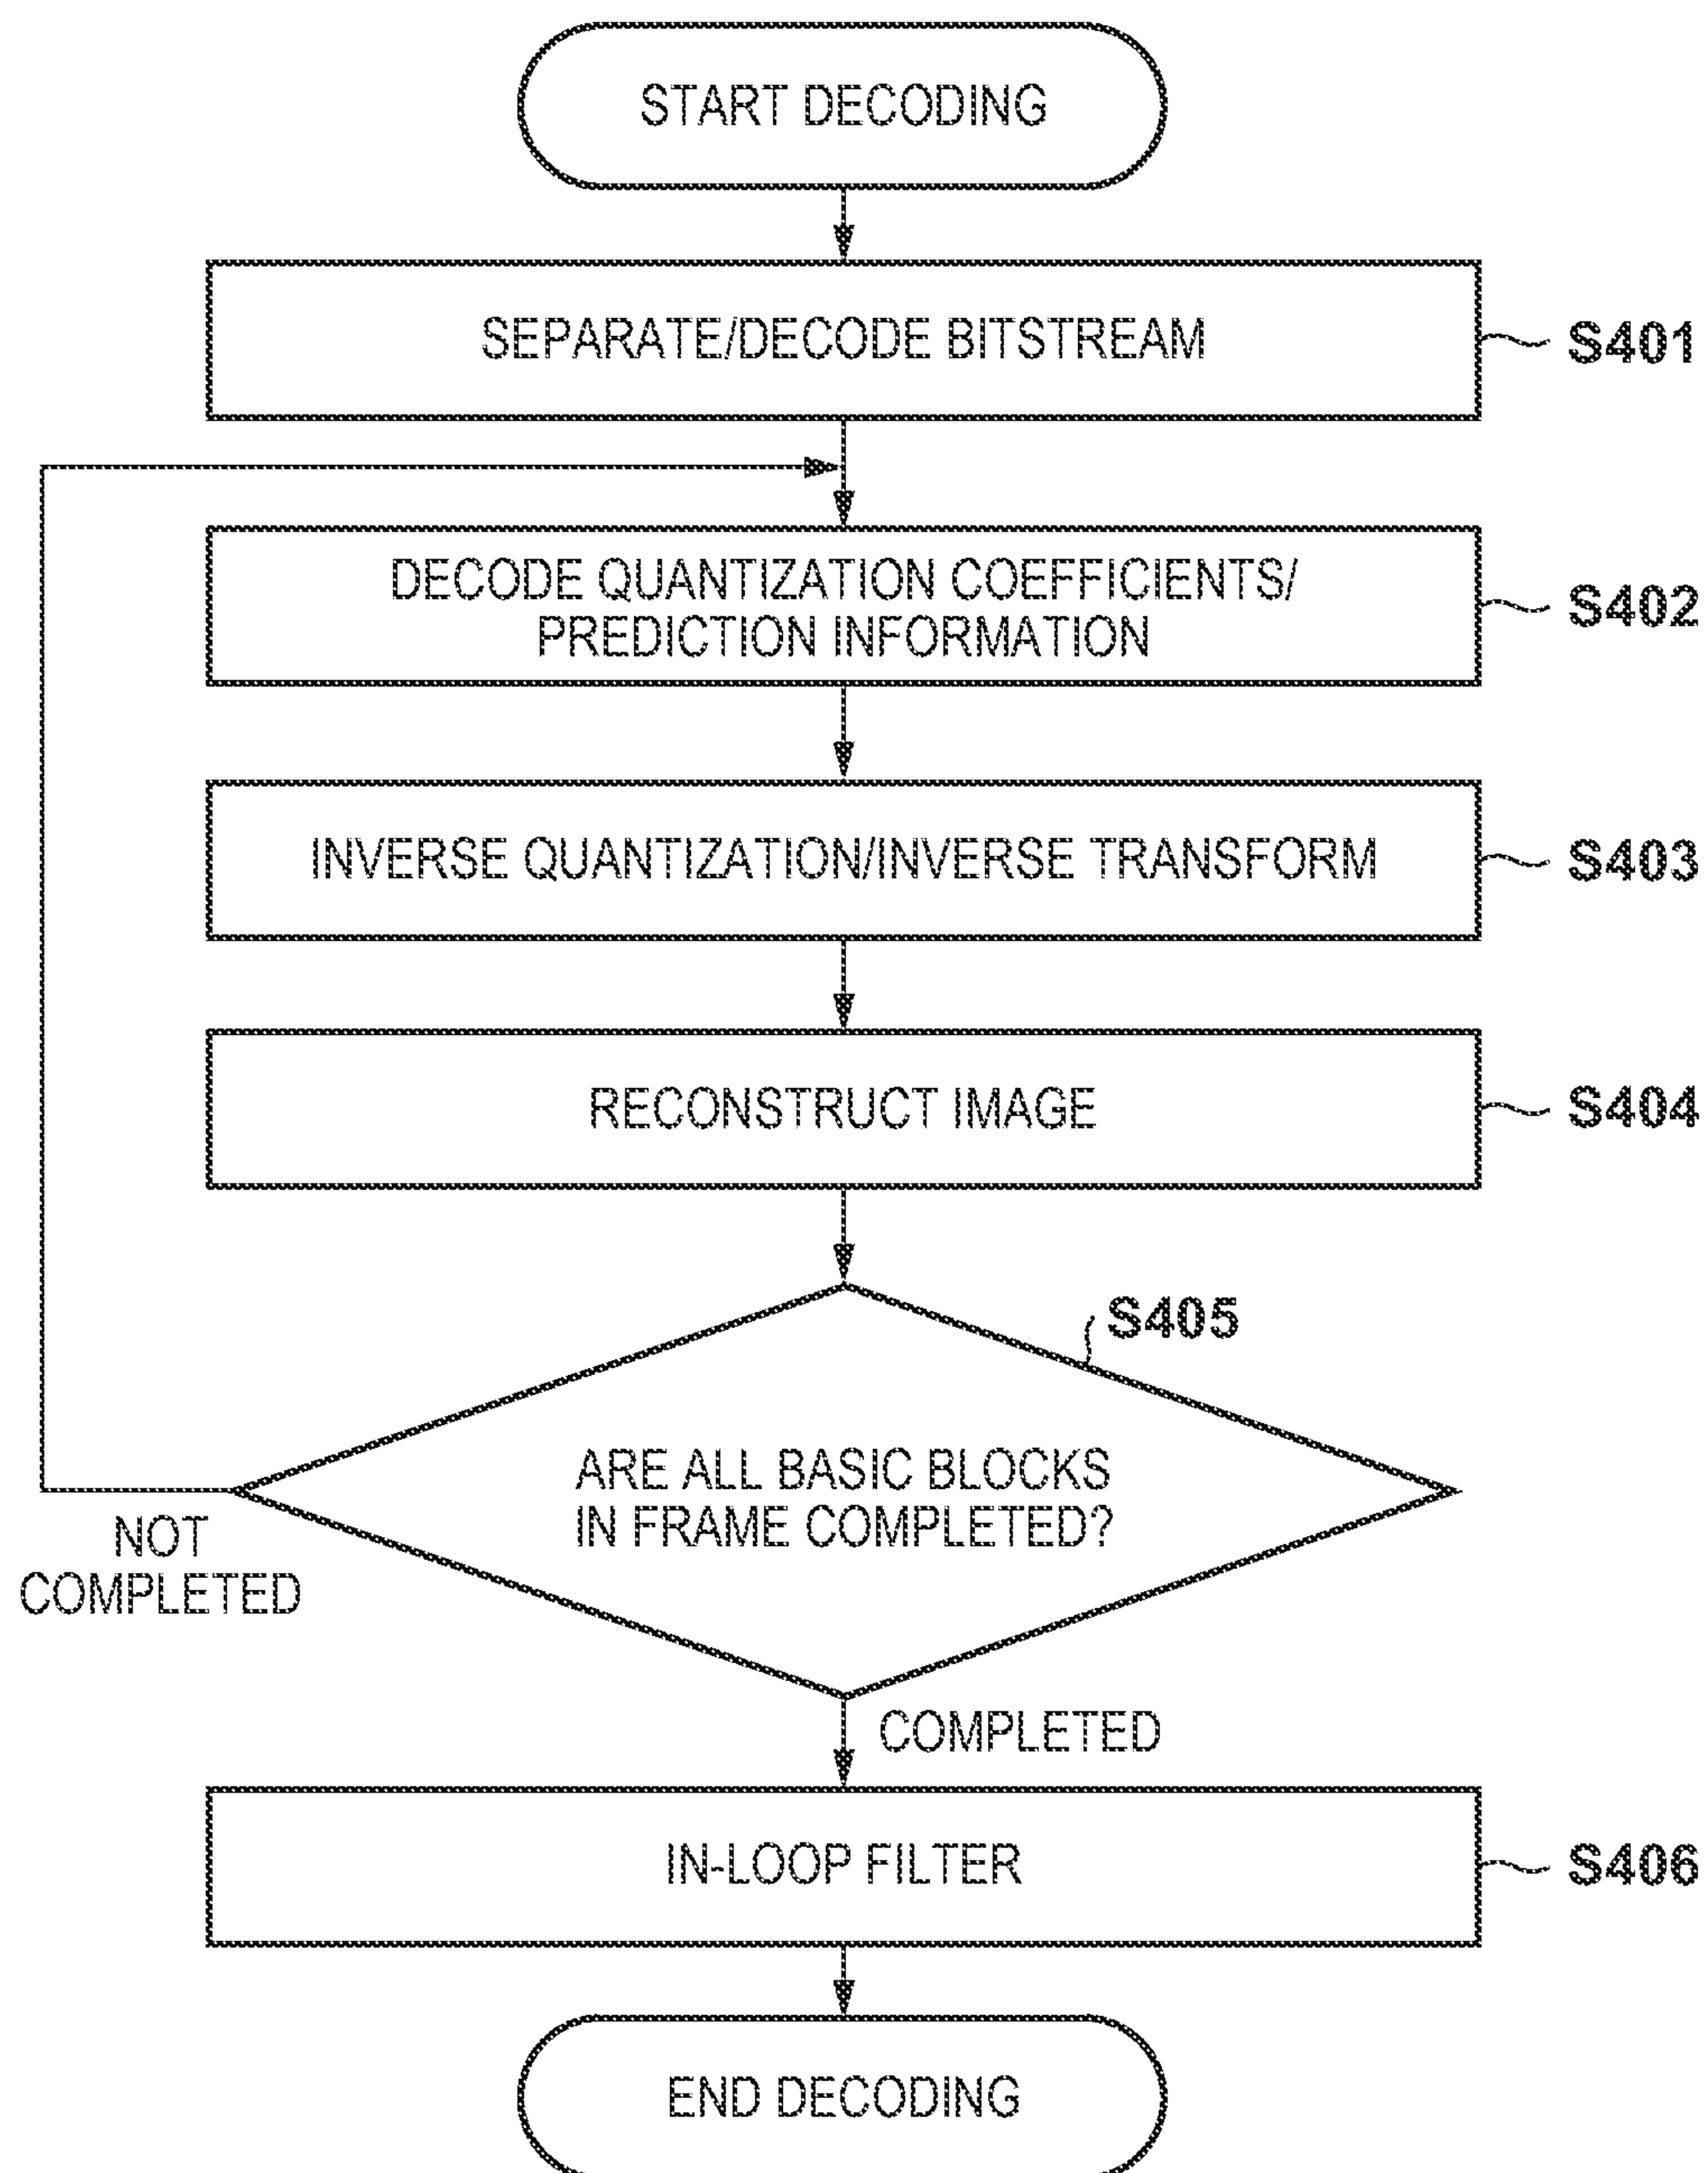 START DECODING
SEPARATE/DECODE BITSTREAM
S401
DECODE QUANTIZATION COEFFICIENTS/
PREDICTION INFORMATION
S402
INVERSE QUANTIZATION/INVERSE TRANSFORM
S403
RECONSTRUCT IMAGE
S404
S405
ARE ALL BASIC BLOCKS
IN FRAME COMPLETED?
NOT
COMPLETED
COMPLETED
IN-LOOP FILTER
S406
END DECODING